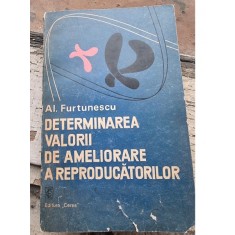 Al. Furtunescu
DETERMINAREA
VALORII
DE AMELIORARE
A REPRODUCĂTORILOR
Editura „Ceres"